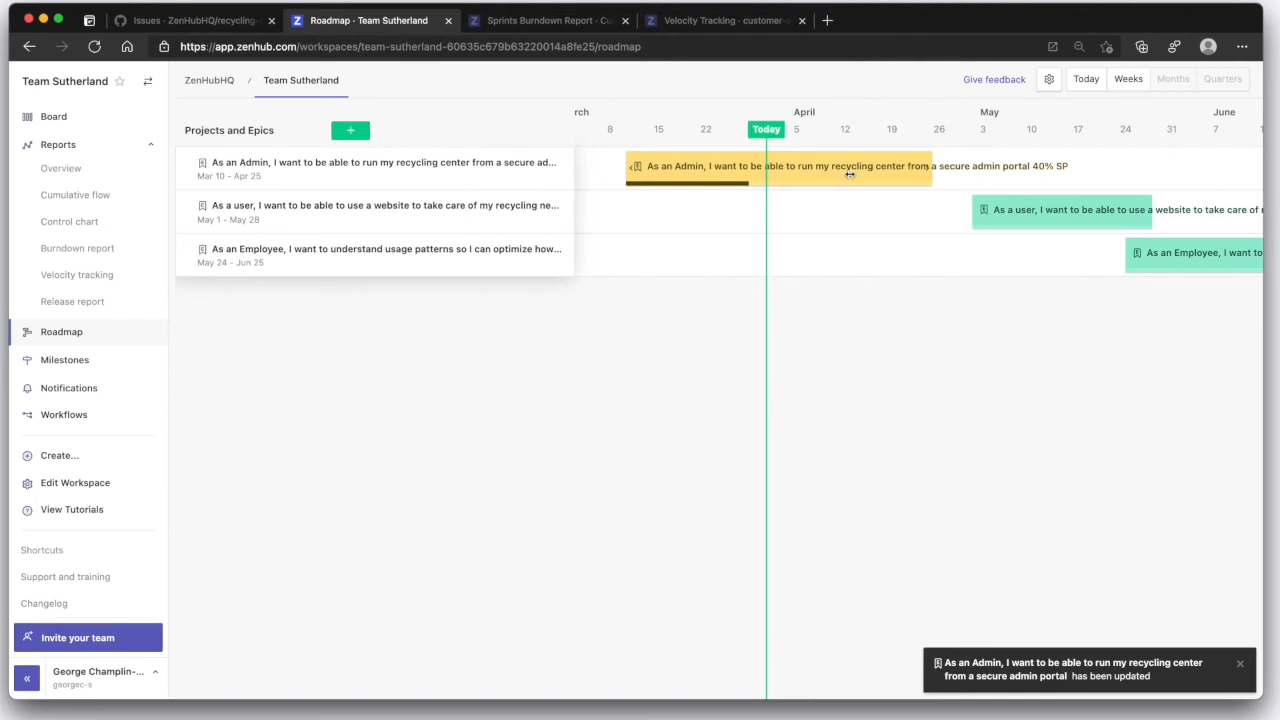 Issues · ZenHubHQ/recycling-
Roadmap · Team Sutherland
Sprints Burndown Report · Cu
Velocity Tracking · customer-s
https://app.zenhub.com/workspaces/team-sutherland-60635c679b63220014a8fe25/roadmap
Team Sutherland
ZenHubHQ / Team Sutherland
Give feedback
Today
Weeks
Months
Quarters
Board
Reports
Overview
Cumulative flow
Control chart
Burndown report
Velocity tracking
Release report
Roadmap
Milestones
Notifications
Workflows
Create...
Edit Workspace
View Tutorials
Shortcuts
Support and training
Changelog
Invite your team
George Champlin-...
georgec-s
Projects and Epics
+
rch April May June
8 15 22 Today 5 12 19 26 3 10 17 24 31 7
As an Admin, I want to be able to run my recycling center from a secure ad...
Mar 10 - Apr 25
As an Admin, I want to be able to run my recycling center from a secure admin portal 40% SP
As a user, I want to be able to use a website to take care of my recycling ne...
May 1 - May 28
As a user, I want to be able to use a website to take care of
As an Employee, I want to understand usage patterns so I can optimize how...
May 24 - Jun 25
As an Employee, I want to
As an Admin, I want to be able to run my recycling center
from a secure admin portal has been updated